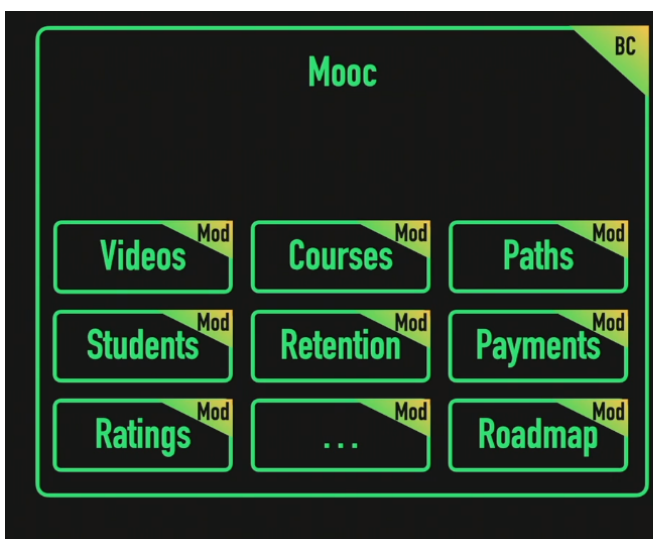 BC
Mooc
Mod Mod Mod
Videos Courses Paths
Mod Mod Mod
Students Retention Payments
Mod Mod Mod
Ratings ... Roadmap